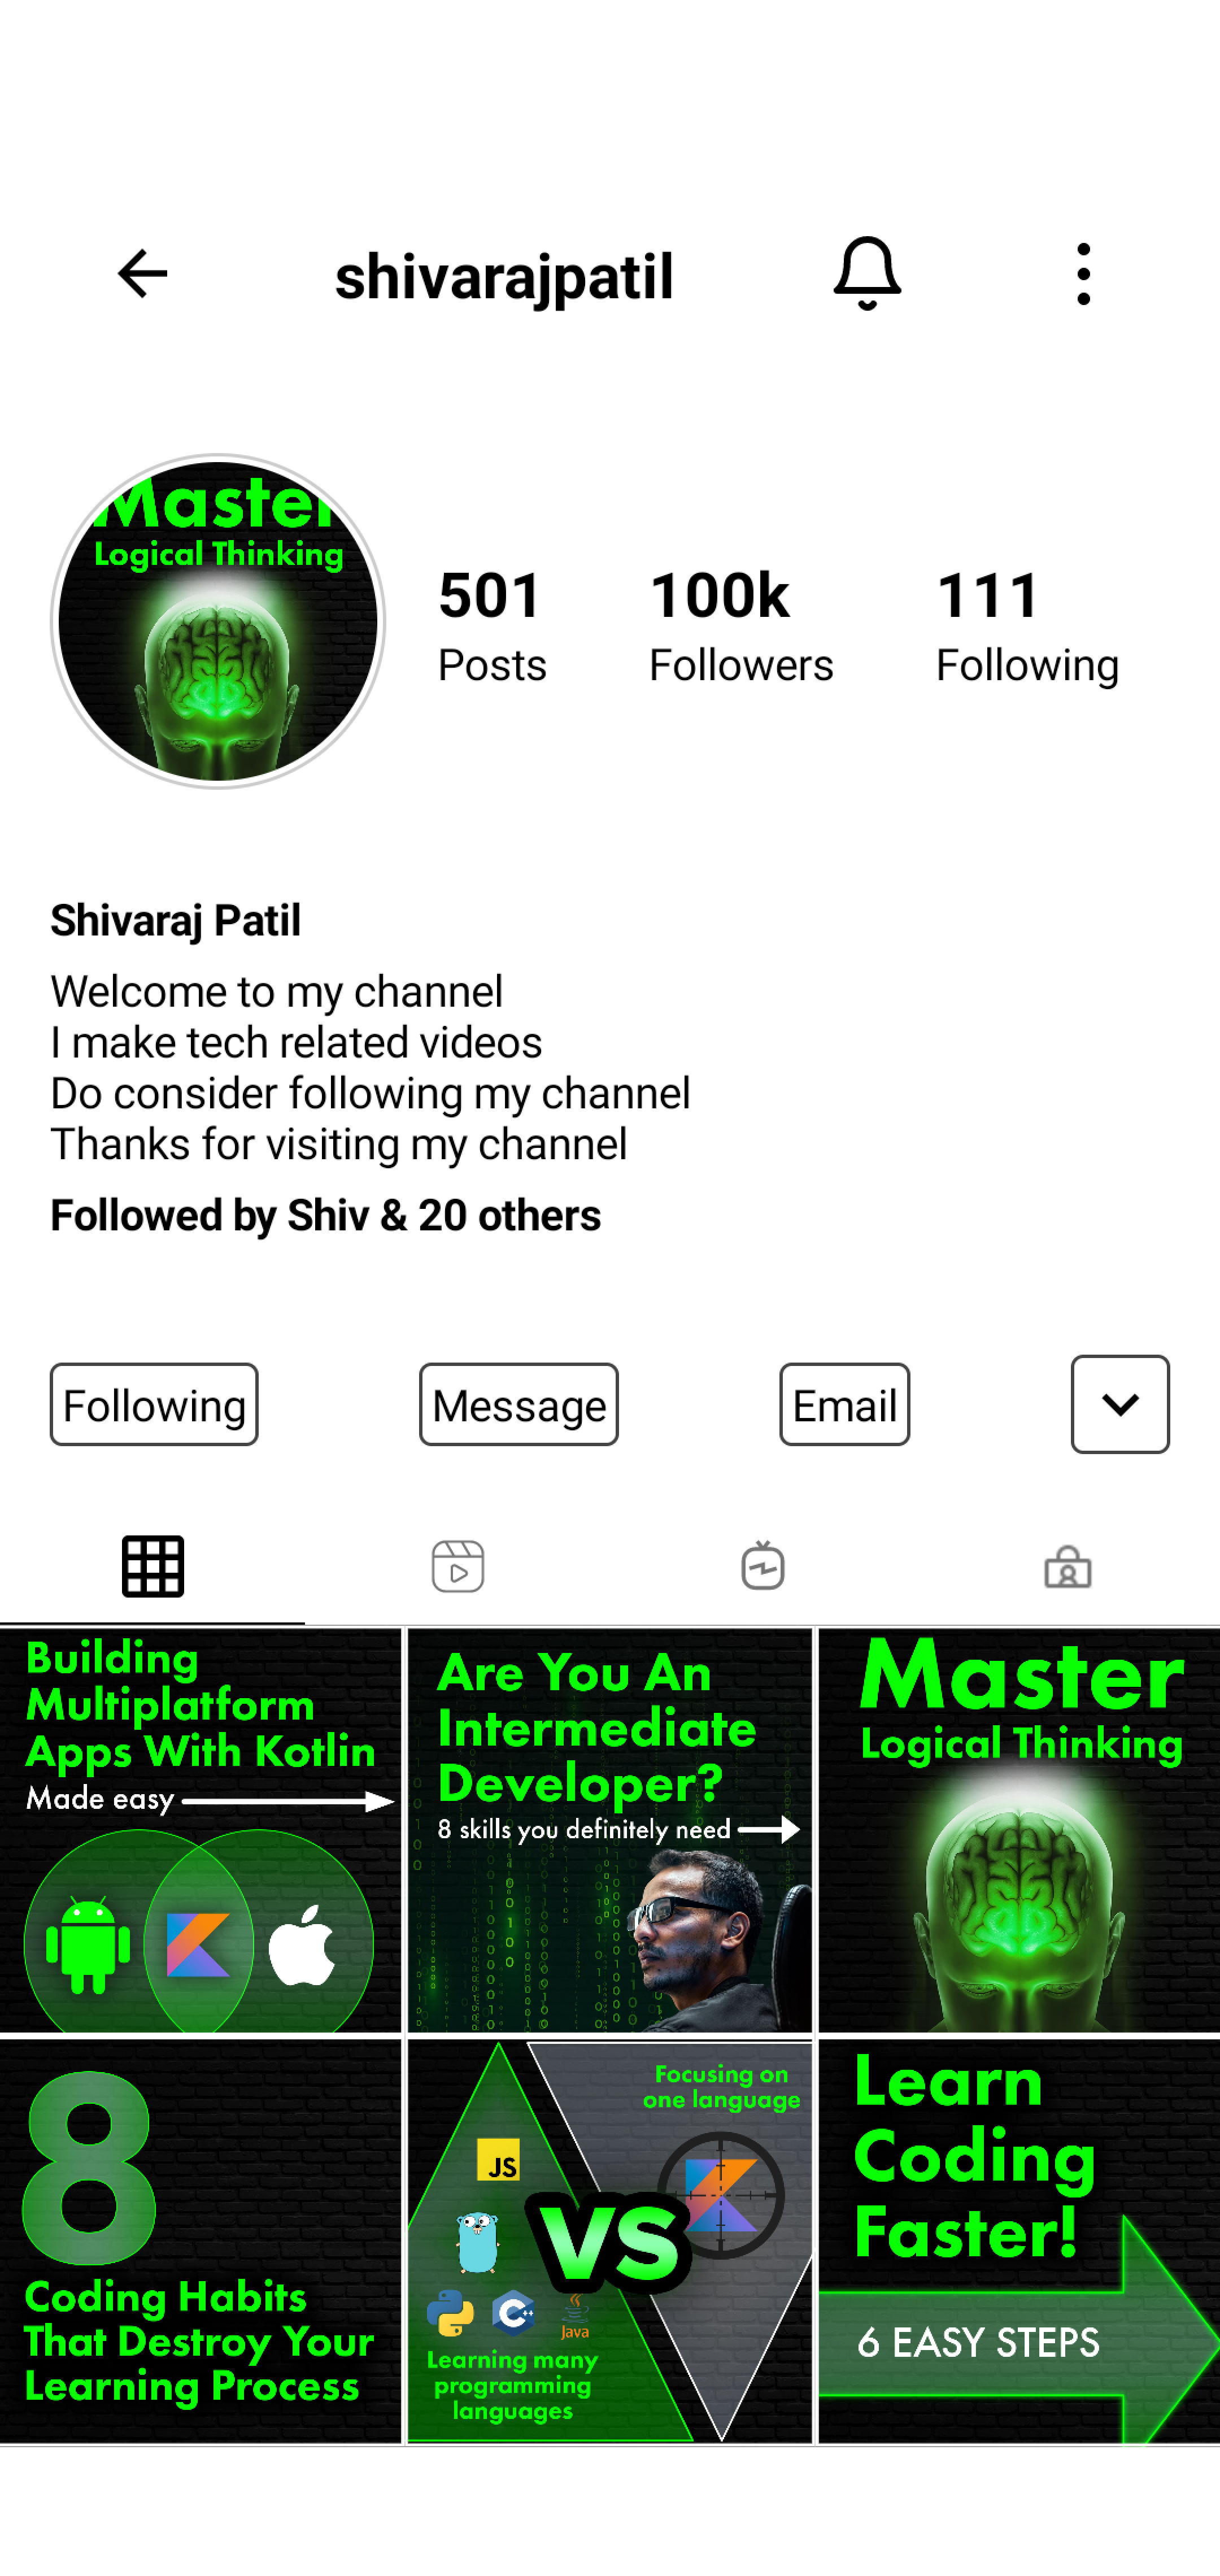 shivarajpatil
Master
Logical Thinking
501
Posts
100k
Followers
111
Following
Shivaraj Patil
Welcome to my channel
I make tech related videos
Do consider following my channel
Thanks for visiting my channel
Followed by Shiv & 20 others
Following
Message
Email
Building
Multiplatform
Apps With Kotlin
Made easy
Are You An
Intermediate
Developer?
8 skills you definitely need
Master
Logical Thinking
8
Coding Habits
That Destroy Your
Learning Process
Focusing on
one language
JS
VS
C++
Java
Learning many
programming
languages
Learn
Coding
Faster!
6 EASY STEPS